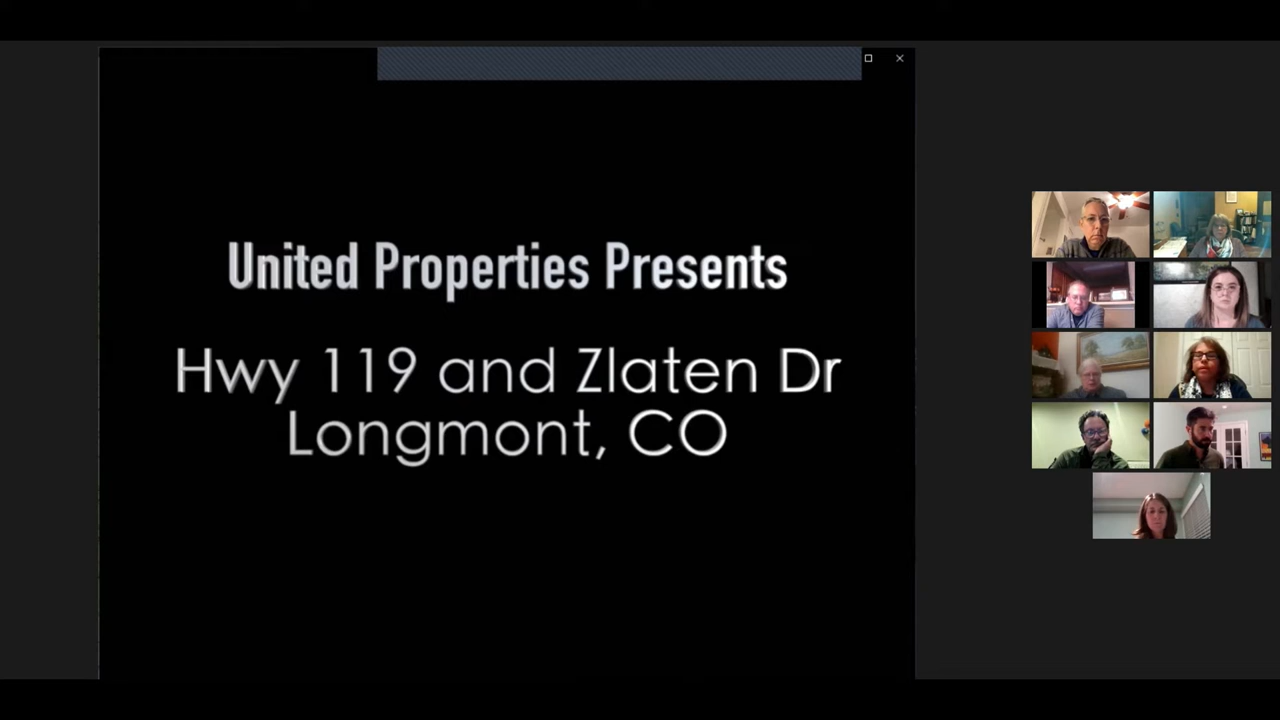 United Properties Presents
Hwy 119 and Zlaten Dr
Longmont, CO